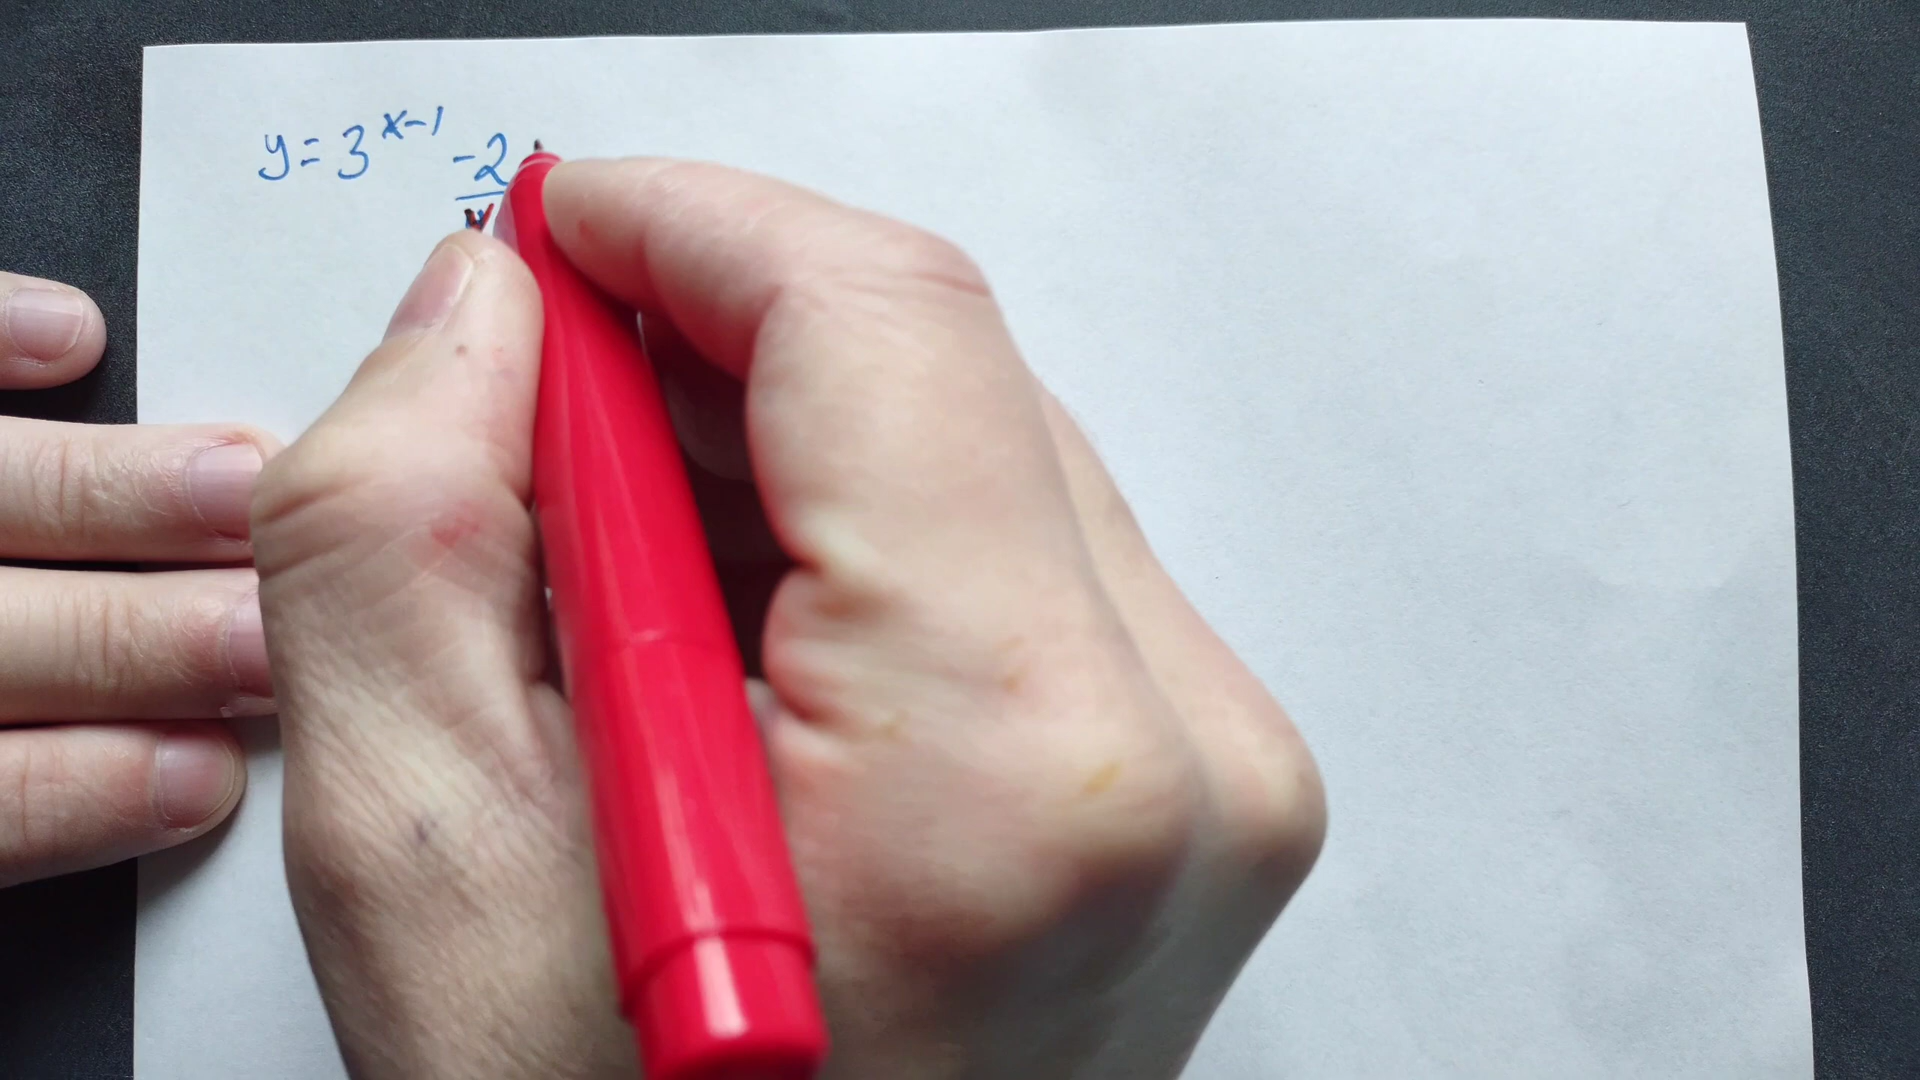 y = 3^{x-1} -2